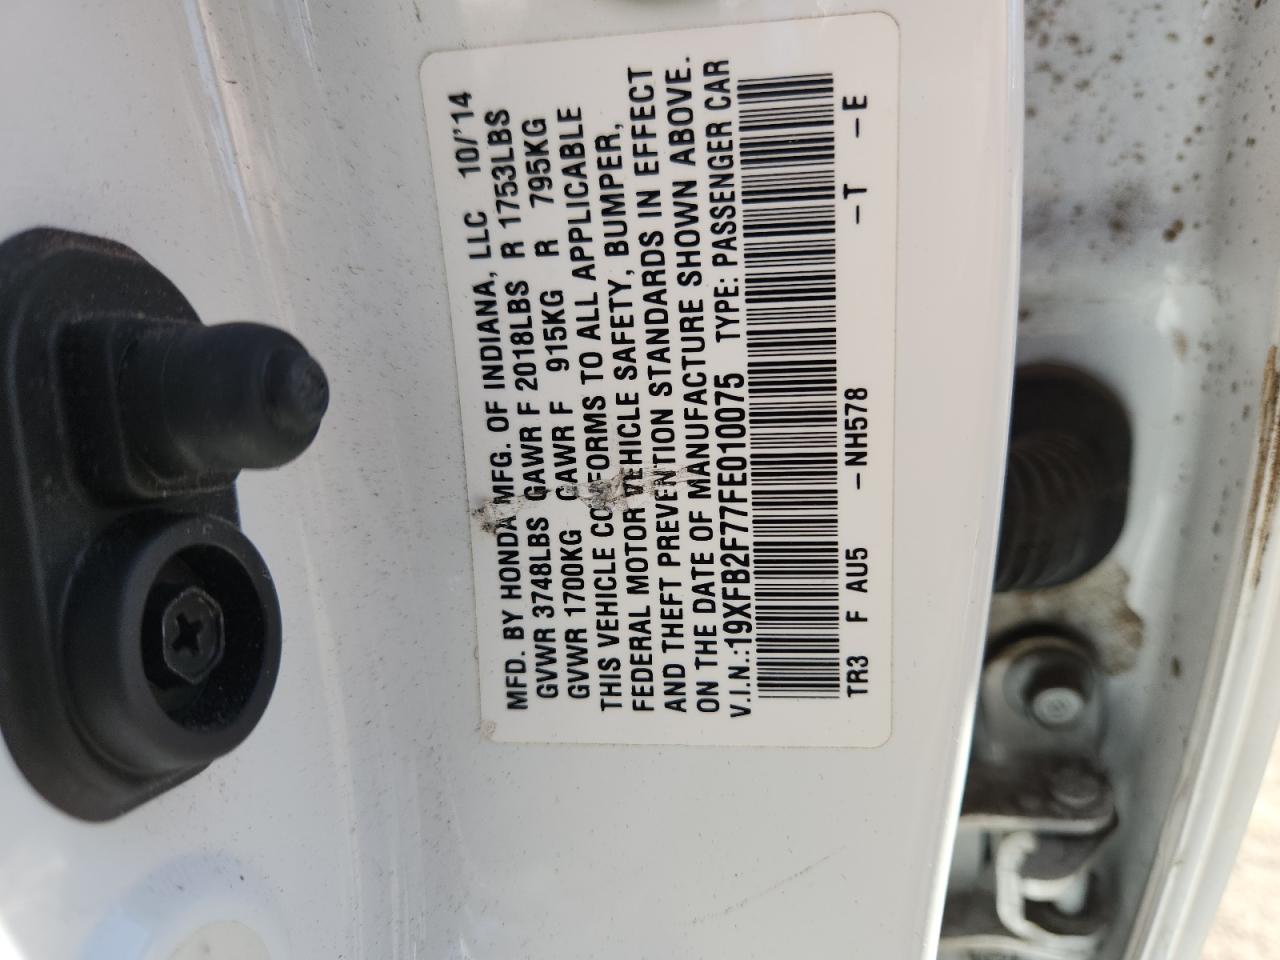 MFD. BY HONDA MFG. OF INDIANA, LLC 10/'14
GVWR 3748LBS GAWR F 2018LBS R 1753LBS
GVWR 1700KG GAWR F 915KG R 795KG
THIS VEHICLE CONFORMS TO ALL APPLICABLE
FEDERAL MOTOR VEHICLE SAFETY, BUMPER,
AND THEFT PREVENTION STANDARDS IN EFFECT
ON THE DATE OF MANUFACTURE SHOWN ABOVE.
V.I.N.:19XFB2F77FE010075 TYPE: PASSENGER CAR
TR3 F AU5 –NH578 –T –E